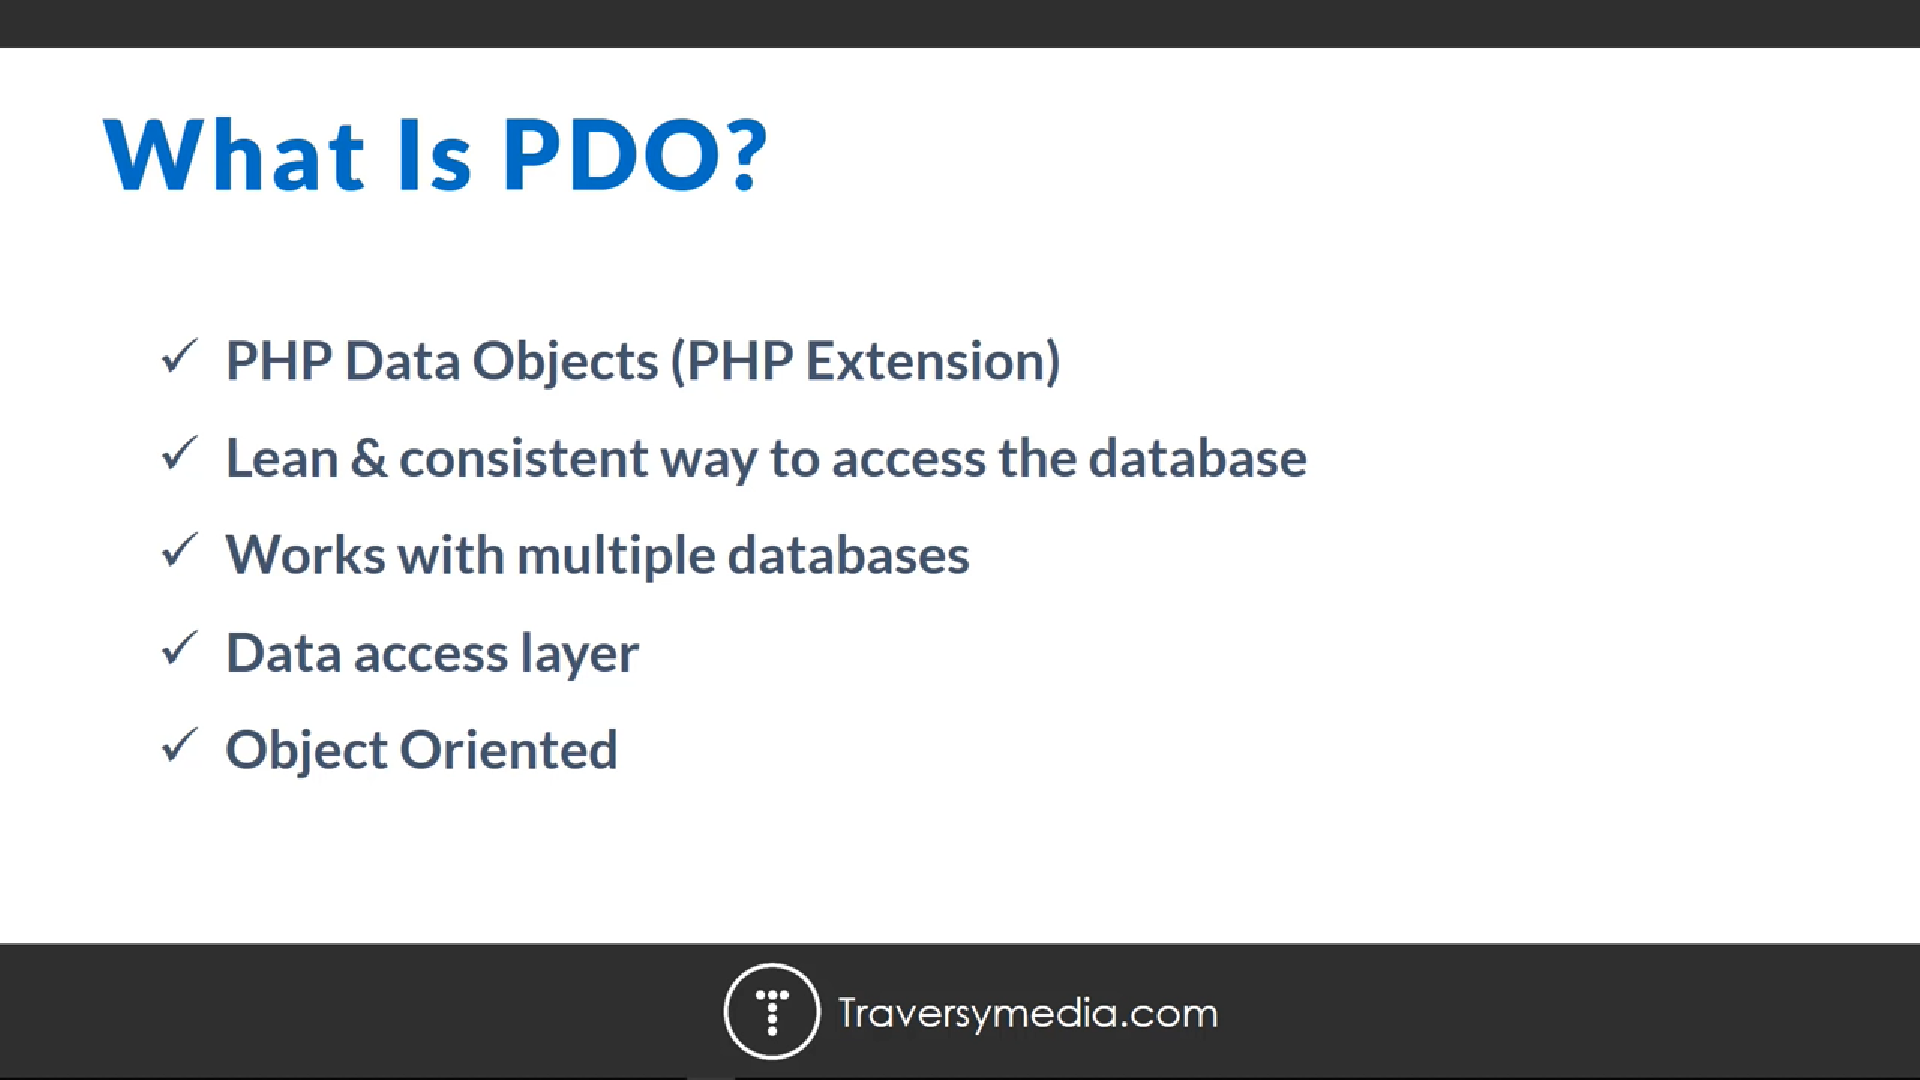 What Is PDO?
✓ PHP Data Objects (PHP Extension)
✓ Lean & consistent way to access the database
✓ Works with multiple databases
✓ Data access layer
✓ Object Oriented
T Traversymedia.com